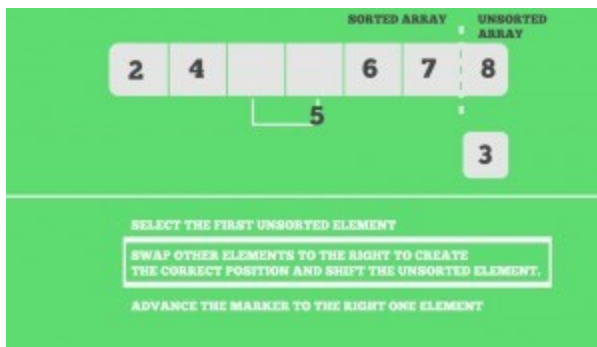 SORTED ARRAY
UNSORTED
ARRAY
2 4 6 7 8
5
3
SELECT THE FIRST UNSORTED ELEMENT
SWAP OTHER ELEMENTS TO THE RIGHT TO CREATE
THE CORRECT POSITION AND SHIFT THE UNSORTED ELEMENT.
ADVANCE THE MARKER TO THE RIGHT ONE ELEMENT